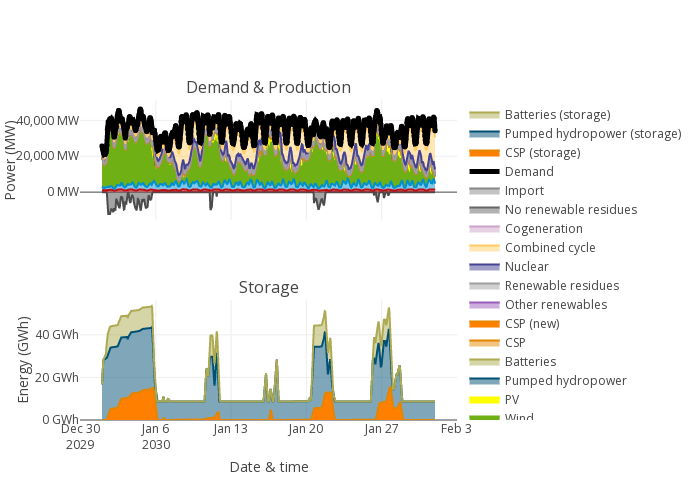 Demand & Production
Power (MW)
40,000 MW
20,000 MW
0 MW
Storage
Energy (GWh)
40 GWh
20 GWh
0 GWh
Dec 30
2029
Jan 6
2030
Jan 13
Jan 20
Jan 27
Feb 3
Date & time
Batteries (storage)
Pumped hydropower (storage)
CSP (storage)
Demand
Import
No renewable residues
Cogeneration
Combined cycle
Nuclear
Renewable residues
Other renewables
CSP (new)
CSP
Batteries
Pumped hydropower
PV
Wind